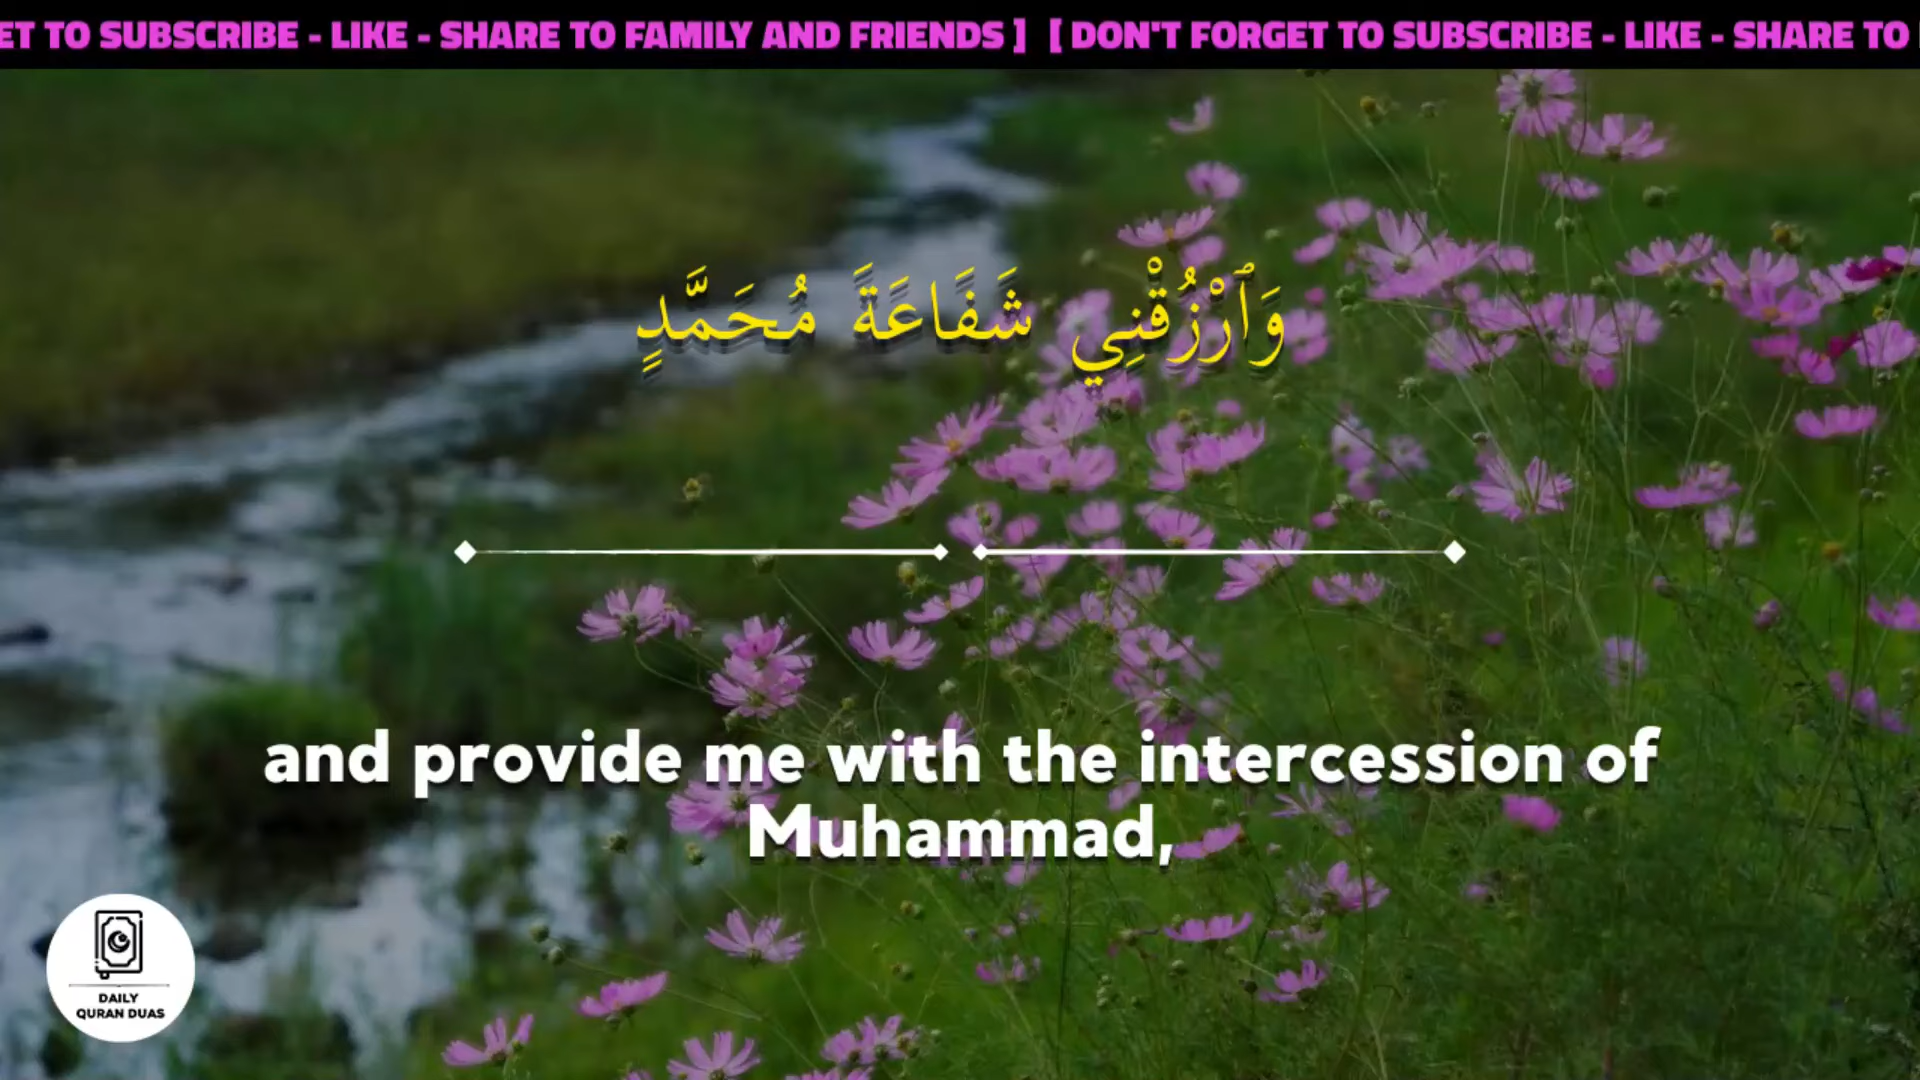 ET TO SUBSCRIBE - LIKE - SHARE TO FAMILY AND FRIENDS ] [ DON'T FORGET TO SUBSCRIBE - LIKE - SHARE TO
وَٱرْزُقْنِي شَفَاعَةَ مُحَمَّدٍ
and provide me with the intercession of
Muhammad,
DAILY
QURAN DUAS